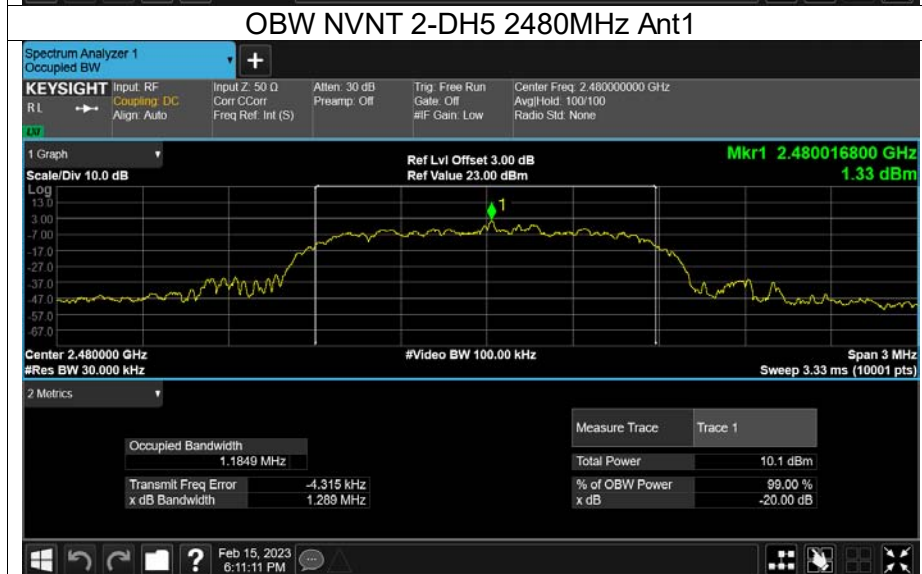 OBW NVNT 2-DH5 2480MHz Ant1
Spectrum Analyzer 1
Occupied BW
+
KEYSIGHT
R L
LXI
Input: RF
Coupling: DC
Align: Auto
Input Z: 50 Ω
Corr CCorr
Freq Ref: Int (S)
Atten: 30 dB
Preamp: Off
Trig: Free Run
Gate: Off
#IF Gain: Low
Center Freq: 2.480000000 GHz
Avg|Hold: 100/100
Radio Std: None
1 Graph
Scale/Div 10.0 dB
Ref Lvl Offset 3.00 dB
Ref Value 23.00 dBm
Mkr1 2.480016800 GHz
1.33 dBm
Log
13.0
3.00
-7.00
-17.0
-27.0
-37.0
-47.0
-57.0
-67.0
1
Center 2.480000 GHz
#Res BW 30.000 kHz
#Video BW 100.00 kHz
Span 3 MHz
Sweep 3.33 ms (10001 pts)
2 Metrics
Occupied Bandwidth
1.1849 MHz
Transmit Freq Error -4.315 kHz
x dB Bandwidth 1.289 MHz
Measure Trace Trace 1
Total Power 10.1 dBm
% of OBW Power 99.00 %
x dB -20.00 dB
?
Feb 15, 2023
6:11:11 PM